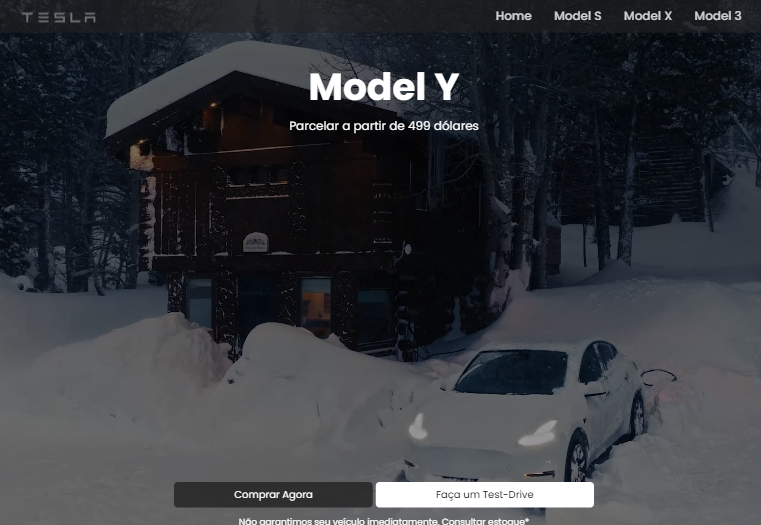 TESLA
Home Model S Model X Model 3
Model Y
Parcelar a partir de 499 dólares
Comprar Agora Faça um Test-Drive
Não garantimos seu veículo imediatamente. Consultar estoque*